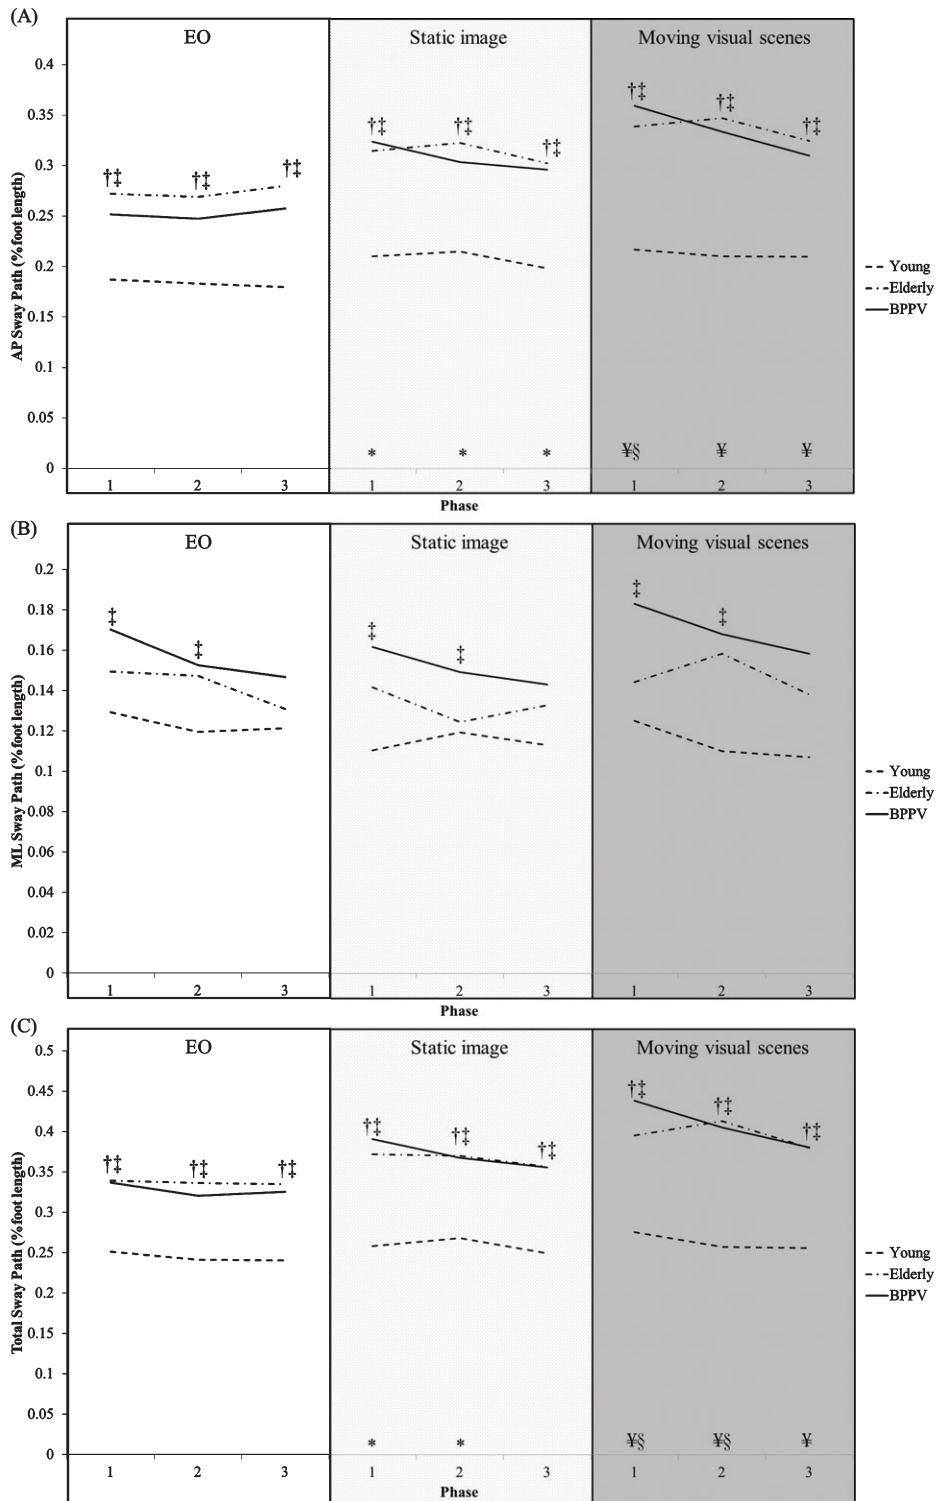 (A)
EO
Static image
Moving visual scenes
AP Sway Path (%foot length)
0.4
0.35
0.3
0.25
0.2
0.15
0.1
0.05
0
†‡ †‡ †‡ †‡ †‡ †‡ †‡ †‡ †‡
* * * ¥§ ¥ ¥
1 2 3 1 2 3 1 2 3
Phase
Young
Elderly
BPPV
(B)
EO
Static image
Moving visual scenes
ML Sway Path (%foot length)
0.2
0.18
0.16
0.14
0.12
0.1
0.08
0.06
0.04
0.02
0
‡ ‡ ‡ ‡ ‡ ‡
1 2 3 1 2 3 1 2 3
Phase
Young
Elderly
BPPV
(C)
EO
Static image
Moving visual scenes
Total Sway Path (%foot length)
0.5
0.45
0.4
0.35
0.3
0.25
0.2
0.15
0.1
0.05
0
†‡ †‡ †‡ †‡ †‡ †‡ †‡ †‡ †‡
* * ¥§ ¥§ ¥
1 2 3 1 2 3 1 2 3
Phase
Young
Elderly
BPPV